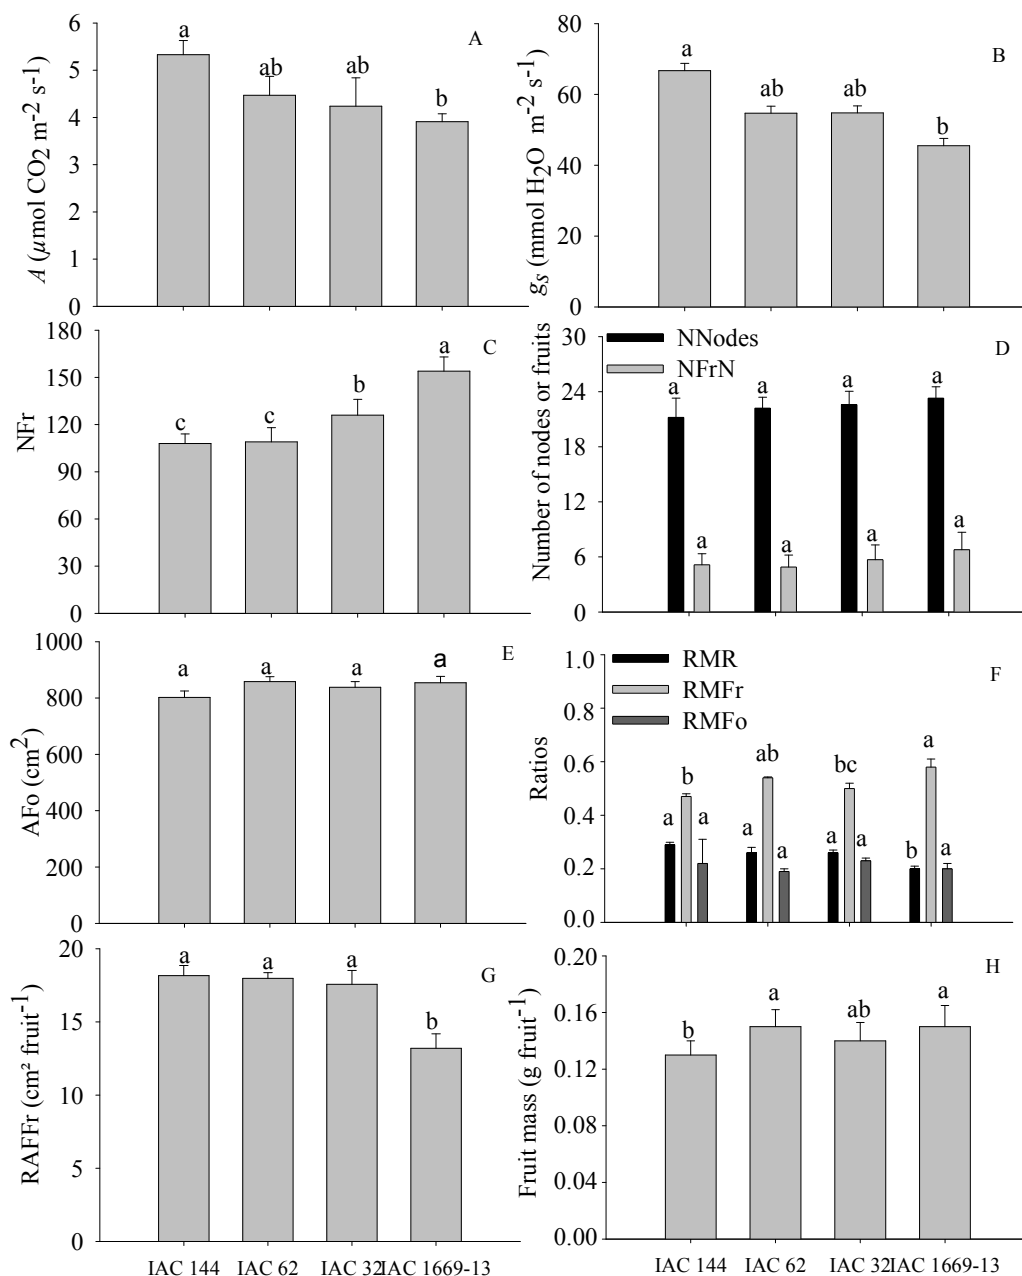 A
A (µmol CO2 m-2 s-1)
6
5
4
3
2
1
0
a
ab
ab
b
B
gs (mmol H2O m-2 s-1)
80
60
40
20
0
a
ab
ab
b
C
NFr
180
150
120
90
60
30
0
c
c
b
a
D
NNodes
NFrN
Number of nodes or fruits
30
24
18
12
6
0
a
a
a
a
a
a
a
a
E
AFo (cm2)
1000
800
600
400
200
0
a
a
a
a
F
RMR
RMFr
RMFo
Ratios
1.0
0.8
0.6
0.4
0.2
0.0
a
b
a
a
ab
a
a
bc
a
b
a
a
G
RAFFr (cm² fruit-1)
20
15
10
5
0
a
a
a
b
IAC 144
IAC 62
IAC 32
IAC 1669-13
H
Fruit mass (g fruit-1)
0.20
0.16
0.12
0.08
0.04
0.00
b
a
ab
a
IAC 144
IAC 62
IAC 32
IAC 1669-13